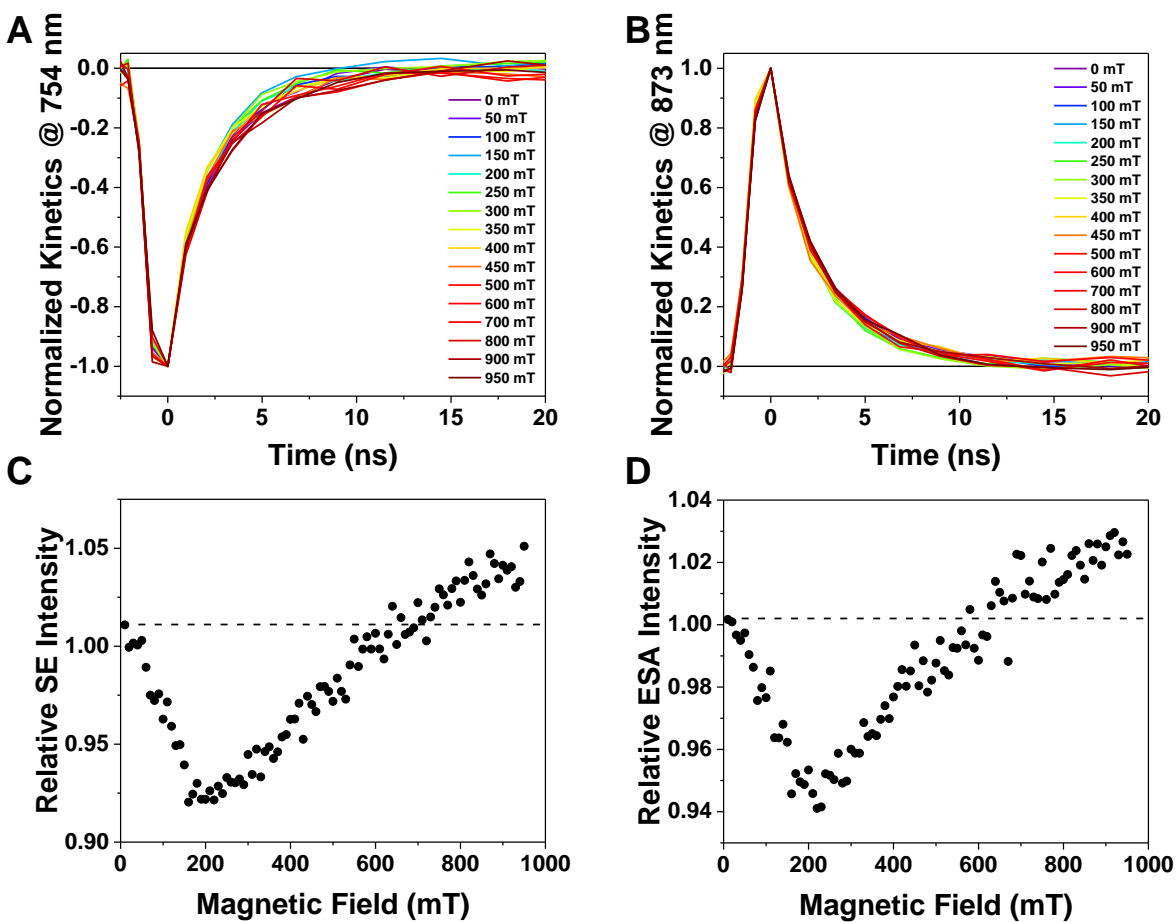 A
Normalized Kinetics @ 754 nm
0.0
-0.2
-0.4
-0.6
-0.8
-1.0
0 mT
50 mT
100 mT
150 mT
200 mT
250 mT
300 mT
350 mT
400 mT
450 mT
500 mT
600 mT
700 mT
800 mT
900 mT
950 mT
0 5 10 15 20
Time (ns)
B
Normalized Kinetics @ 873 nm
1.0
0.8
0.6
0.4
0.2
0.0
0 mT
50 mT
100 mT
150 mT
200 mT
250 mT
300 mT
350 mT
400 mT
450 mT
500 mT
600 mT
700 mT
800 mT
900 mT
950 mT
0 5 10 15 20
Time (ns)
C
Relative SE Intensity
1.05
1.00
0.95
0.90
0 200 400 600 800 1000
Magnetic Field (mT)
D
Relative ESA Intensity
1.04
1.02
1.00
0.98
0.96
0.94
0 200 400 600 800 1000
Magnetic Field (mT)